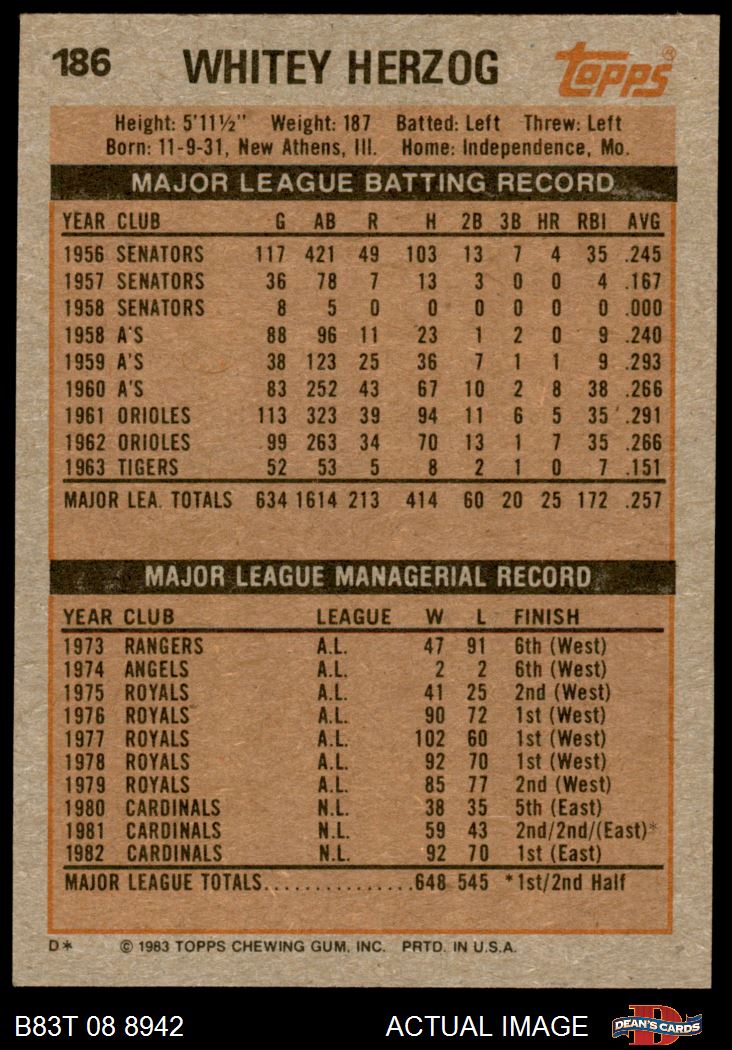 186 WHITEY HERZOG Topps®
Height: 5'11½" Weight: 187 Batted: Left Threw: Left
Born: 11-9-31, New Athens, Ill. Home: Independence, Mo.
MAJOR LEAGUE BATTING RECORD
YEAR CLUB G AB R H 2B 3B HR RBI AVG
1956 SENATORS 117 421 49 103 13 7 4 35 .245
1957 SENATORS 36 78 7 13 3 0 0 4 .167
1958 SENATORS 8 5 0 0 0 0 0 0 .000
1958 A'S 88 96 11 23 1 2 0 9 .240
1959 A'S 38 123 25 36 7 1 1 9 .293
1960 A'S 83 252 43 67 10 2 8 38 .266
1961 ORIOLES 113 323 39 94 11 6 5 35 .291
1962 ORIOLES 99 263 34 70 13 1 7 35 .266
1963 TIGERS 52 53 5 8 2 1 0 7 .151
MAJOR LEA. TOTALS 634 1614 213 414 60 20 25 172 .257
MAJOR LEAGUE MANAGERIAL RECORD
YEAR CLUB LEAGUE W L FINISH
1973 RANGERS A.L. 47 91 6th (West)
1974 ANGELS A.L. 2 2 6th (West)
1975 ROYALS A.L. 41 25 2nd (West)
1976 ROYALS A.L. 90 72 1st (West)
1977 ROYALS A.L. 102 60 1st (West)
1978 ROYALS A.L. 92 70 1st (West)
1979 ROYALS A.L. 85 77 2nd (West)
1980 CARDINALS N.L. 38 35 5th (East)
1981 CARDINALS N.L. 59 43 2nd/2nd/(East)*
1982 CARDINALS N.L. 92 70 1st (East)
MAJOR LEAGUE TOTALS..............648 545 *1st/2nd Half
D* © 1983 TOPPS CHEWING GUM, INC. PRTD. IN U.S.A.
B83T 08 8942 ACTUAL IMAGE D DEAN'S CARDS